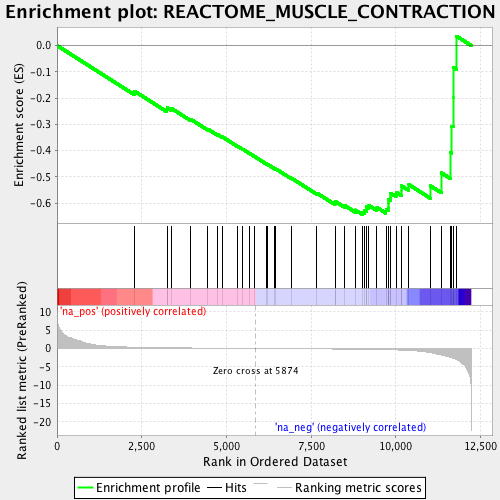 Enrichment plot: REACTOME_MUSCLE_CONTRACTION
Enrichment score (ES)
0.0
-0.1
-0.2
-0.3
-0.4
-0.5
-0.6
'na_pos' (positively correlated)
Ranked list metric (PreRanked)
10
5
0
-5
-10
-15
-20
Zero cross at 5874
'na_neg' (negatively correlated)
0
2,500
5,000
7,500
10,000
12,500
Rank in Ordered Dataset
Enrichment profile
Hits
Ranking metric scores